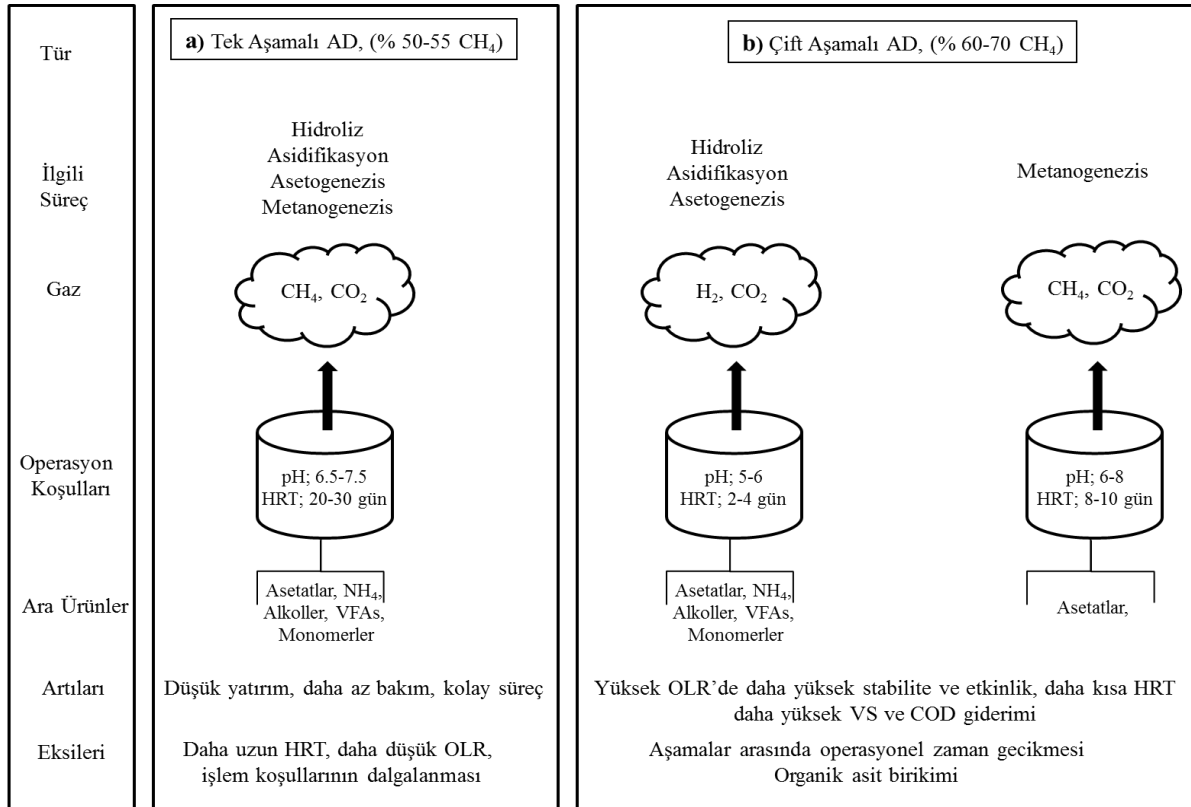 Tür
a) Tek Aşamalı AD, (% 50-55 CH₄)
b) Çift Aşamalı AD, (% 60-70 CH₄)
İlgili
Süreç
Hidroliz
Asidifikasyon
Asetogenezis
Metanogenezis
Hidroliz
Asidifikasyon
Asetogenezis
Metanogenezis
Gaz
CH₄, CO₂
H₂, CO₂
CH₄, CO₂
Operasyon
Koşulları
pH; 6.5-7.5
HRT; 20-30 gün
pH; 5-6
HRT; 2-4 gün
pH; 6-8
HRT; 8-10 gün
Ara Ürünler
Asetatlar, NH₄,
Alkoller, VFAs,
Monomerler
Asetatlar, NH₄,
Alkoller, VFAs,
Monomerler
Asetatlar,
Artıları
Düşük yatırım, daha az bakım, kolay süreç
Yüksek OLR’de daha yüksek stabilite ve etkinlik, daha kısa HRT
daha yüksek VS ve COD giderimi
Eksileri
Daha uzun HRT, daha düşük OLR,
işlem koşullarının dalgalanması
Aşamalar arasında operasyonel zaman gecikmesi
Organik asit birikimi